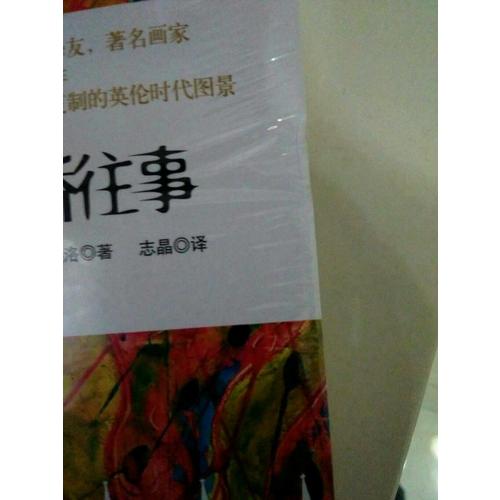 友，著名画家
制的英伦时代图景
往事
洛◎著 志晶◎译